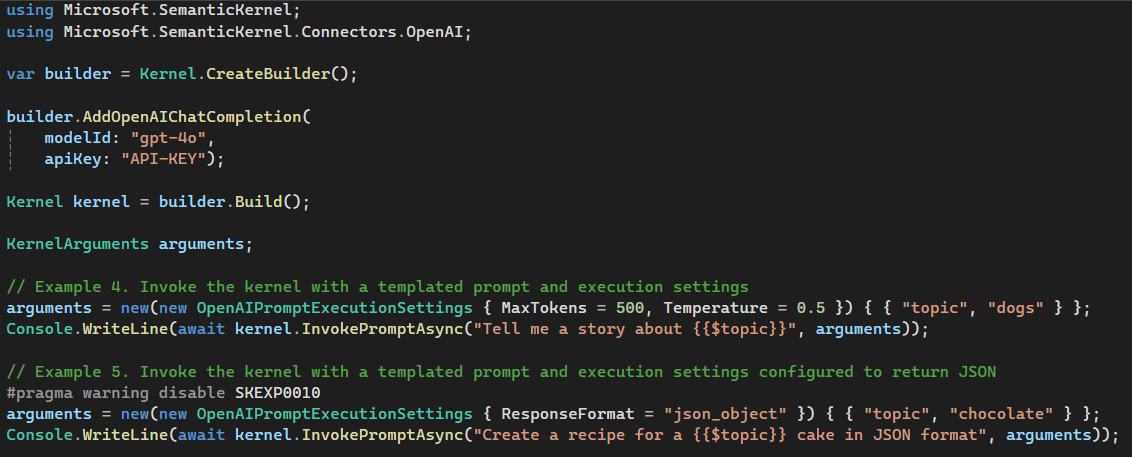 using Microsoft.SemanticKernel;
using Microsoft.SemanticKernel.Connectors.OpenAI;

var builder = Kernel.CreateBuilder();

builder.AddOpenAIChatCompletion(
    modelId: "gpt-4o",
    apiKey: "API-KEY");

Kernel kernel = builder.Build();

KernelArguments arguments;

// Example 4. Invoke the kernel with a templated prompt and execution settings
arguments = new(new OpenAIPromptExecutionSettings { MaxTokens = 500, Temperature = 0.5 }) { { "topic", "dogs" } };
Console.WriteLine(await kernel.InvokePromptAsync("Tell me a story about {{$topic}}", arguments));

// Example 5. Invoke the kernel with a templated prompt and execution settings configured to return JSON
#pragma warning disable SKEXP0010
arguments = new(new OpenAIPromptExecutionSettings { ResponseFormat = "json_object" }) { { "topic", "chocolate" } };
Console.WriteLine(await kernel.InvokePromptAsync("Create a recipe for a {{$topic}} cake in JSON format", arguments));